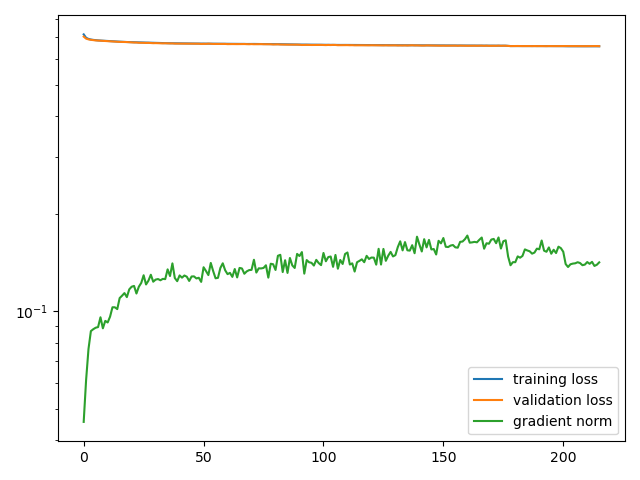 10⁻¹
0 50 100 150 200
training loss
validation loss
gradient norm